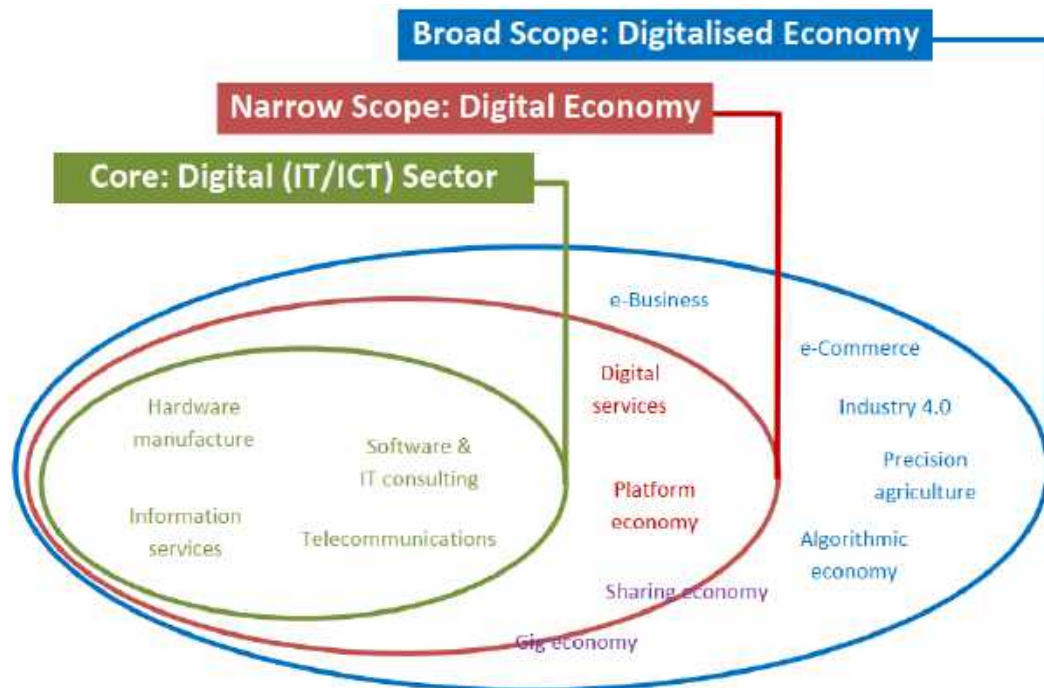 Broad Scope: Digitalised Economy
Narrow Scope: Digital Economy
Core: Digital (IT/ICT) Sector
e-Business
e-Commerce
Digital
services
Hardware
manufacture
Industry 4.0
Software &
IT consulting
Precision
agriculture
Platform
economy
Information
services
Telecommunications
Algorithmic
economy
Sharing economy
Gig economy